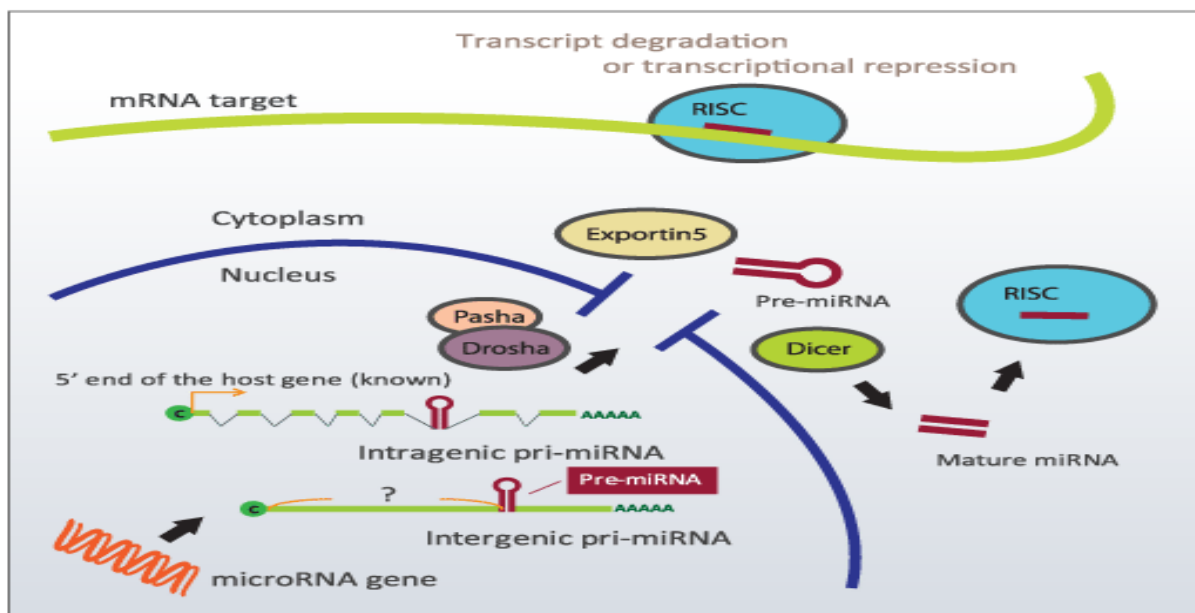 Transcript degradation
or transcriptional repression
mRNA target
RISC
Cytoplasm
Exportin5
Nucleus
Pre-miRNA
RISC
Pasha
Drosha
Dicer
5' end of the host gene (known)
C
AAAAA
Intragenic pri-miRNA
Mature miRNA
?
Pre-miRNA
C
AAAAA
Intergenic pri-miRNA
microRNA gene